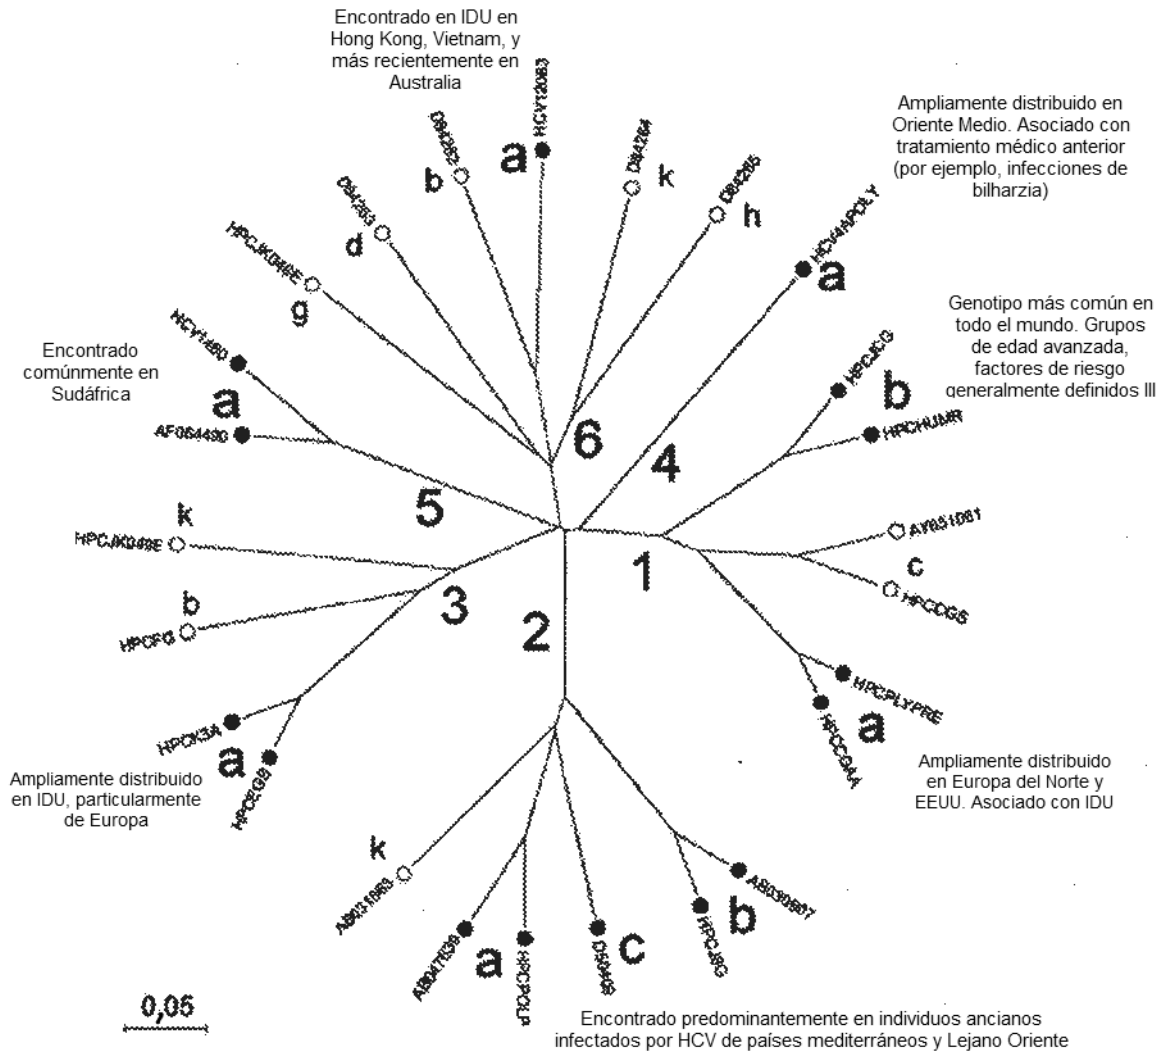 Encontrado en IDU en
Hong Kong, Vietnam, y
más recientemente en
Australia
Ampliamente distribuido en
Oriente Medio. Asociado con
tratamiento médico anterior
(por ejemplo, infecciones de
bilharzia)
HCV12083
a
b
D84264
k
D84265
h
HCV4APOLY
a
D84263
d
HPCJK046E
g
Genotipo más común en
todo el mundo. Grupos
de edad avanzada,
factores de riesgo
generalmente definidos III
HPCJCG
b
HPCHUMR
Encontrado
comúnmente en
Sudáfrica
HCV1480
a
6
4
5
k
HPCJK049E
AY651061
c
HPCCGS
1
3
2
b
HPCFG
HPCPLYPRE
a
HPCCGAA
HPCK3A
a
HPCEGS
Ampliamente distribuido
en IDU, particularmente
de Europa
Ampliamente distribuido
en Europa del Norte y
EEUU. Asociado con IDU
k
AB031663
AB047639
a
HPCPOLP
c
b
HPCJ8G
0,05
Encontrado predominantemente en individuos ancianos
infectados por HCV de países mediterráneos y Lejano Oriente